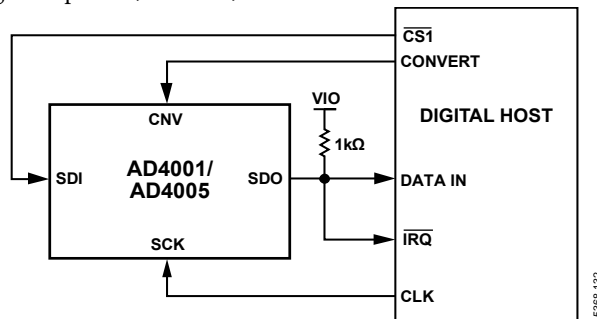 CS1
CONVERT
VIO
CNV
DIGITAL HOST
1kΩ
AD4001/
AD4005
SDI
SDO
DATA IN
SCK
IRQ
CLK